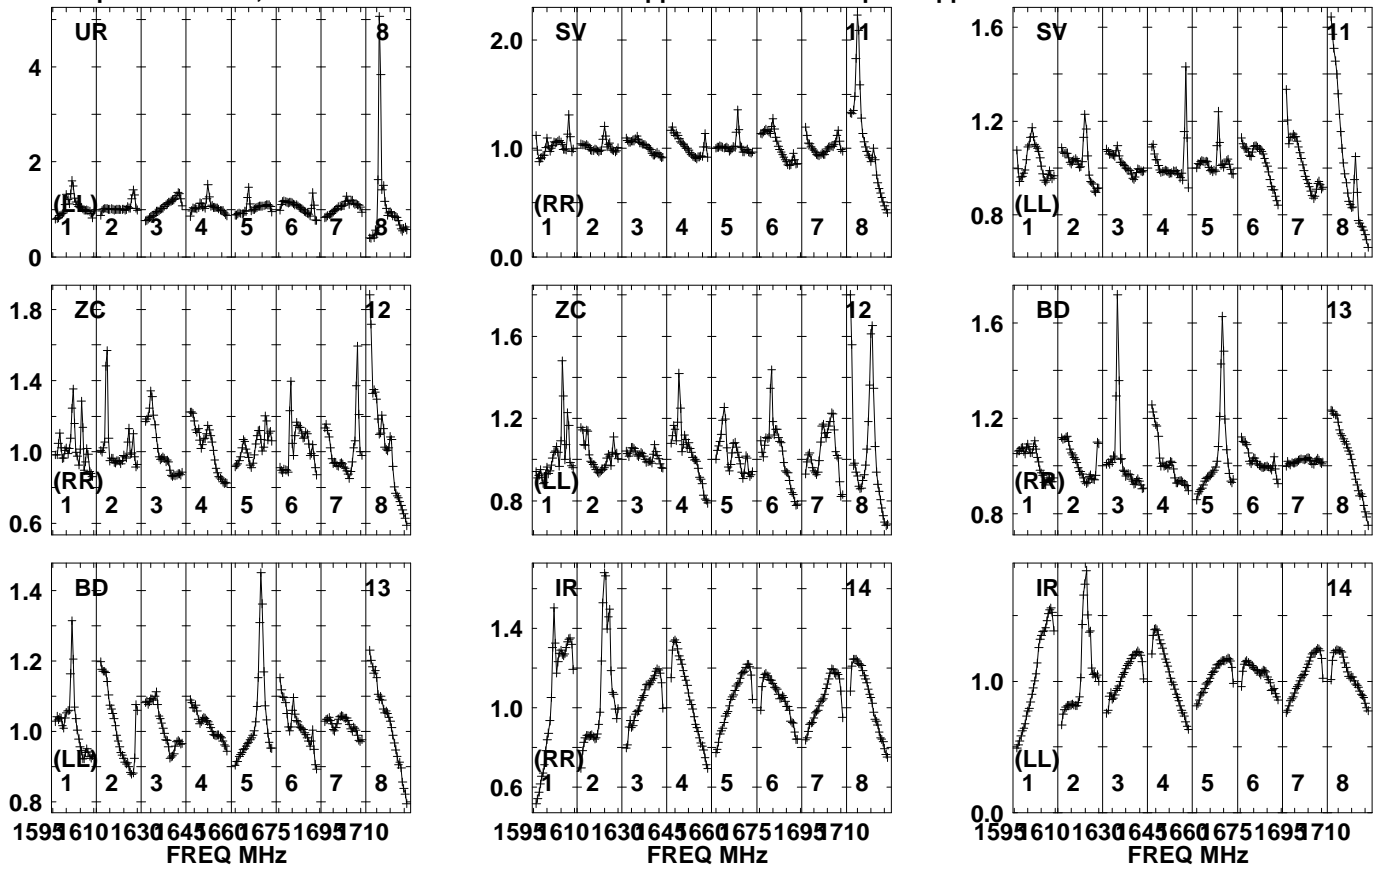 UR 8 SV 11 SV 11
4 2.0 1.6
2 1.0 1.2
(LL) (RR) (LL) 0.8
1 2 3 4 5 6 7 8 1 2 3 4 5 6 7 8 1 2 3 4 5 6 7 8
0 0.0
ZC 12 ZC 12 BD 13
1.8 1.6 1.6
1.4 1.2 1.2
1.0
(RR) (LL) 0.8 (RR) 0.8
0.6
1 2 3 4 5 6 7 8 1 2 3 4 5 6 7 8 1 2 3 4 5 6 7 8
BD 13 IR 14 IR 14
1.4 1.4
1.2 1.0
1.0 1.0
(LL) (RR) (LL)
1 2 3 4 5 6 7 8 1 2 3 4 5 6 7 8 1 2 3 4 5 6 7 8
0.8 0.6 0.0
1595 1610 1630 1645 1660 1675 1695 1710 1595 1610 1630 1645 1660 1675 1695 1710 1595 1610 1630 1645 1660 1675 1695 1710
FREQ MHz FREQ MHz FREQ MHz